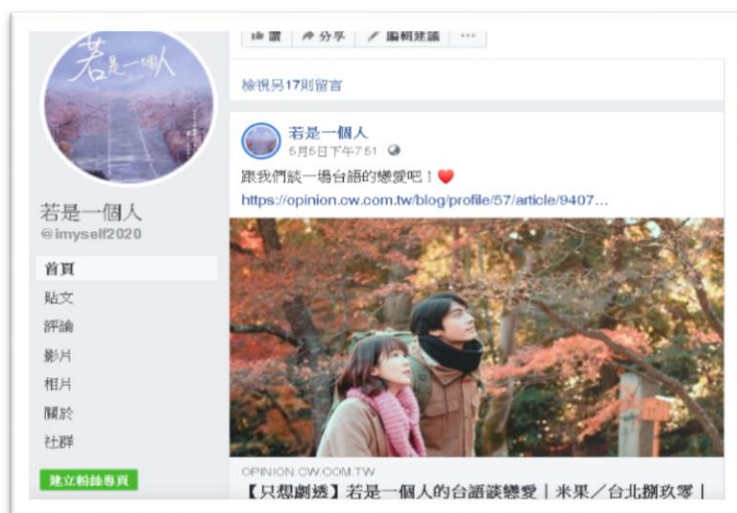 若是一個人
若是一個人
@imyself2020
首頁
貼文
評論
影片
相片
關於
社群
建立粉絲專頁
讚 分享 編輯建議 ...
檢視另17則留言
若是一個人
5月5日下午7:51
跟我們談一場台語的戀愛吧！❤
https://opinion.cw.com.tw/blog/profile/57/article/9407...
OPINION.CW.COM.TW
【只想劇透】若是一個人的台語談戀愛｜米果／台北捌玖零｜